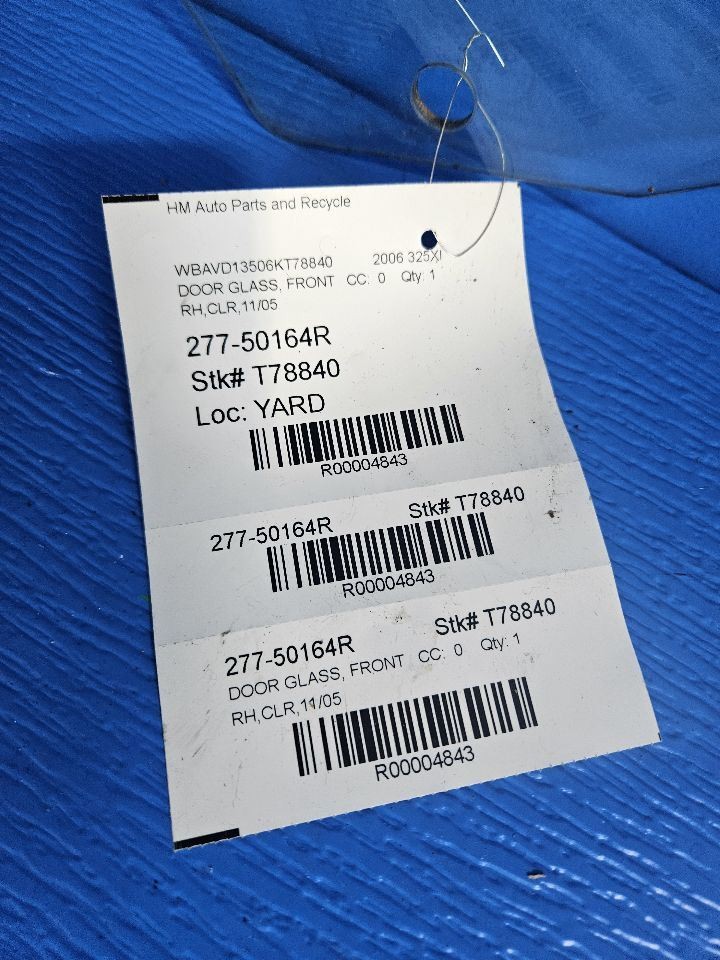 HM Auto Parts and Recycle
WBAVD13506KT78840 2006 325XI
DOOR GLASS, FRONT CC: 0 Qty: 1
RH,CLR,11/05
277-50164R
Stk# T78840
Loc: YARD
R00004843
277-50164R Stk# T78840
R00004843
277-50164R Stk# T78840
DOOR GLASS, FRONT CC: 0 Qty: 1
RH,CLR,11/05
R00004843